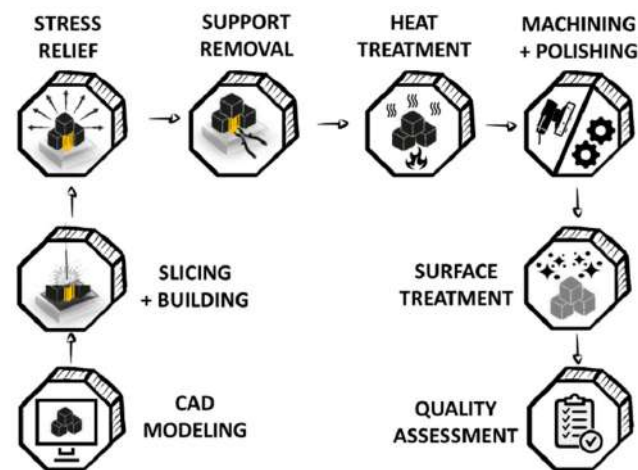 STRESS
RELIEF
SUPPORT
REMOVAL
HEAT
TREATMENT
MACHINING
+ POLISHING
SLICING
+ BUILDING
SURFACE
TREATMENT
CAD
MODELING
QUALITY
ASSESSMENT